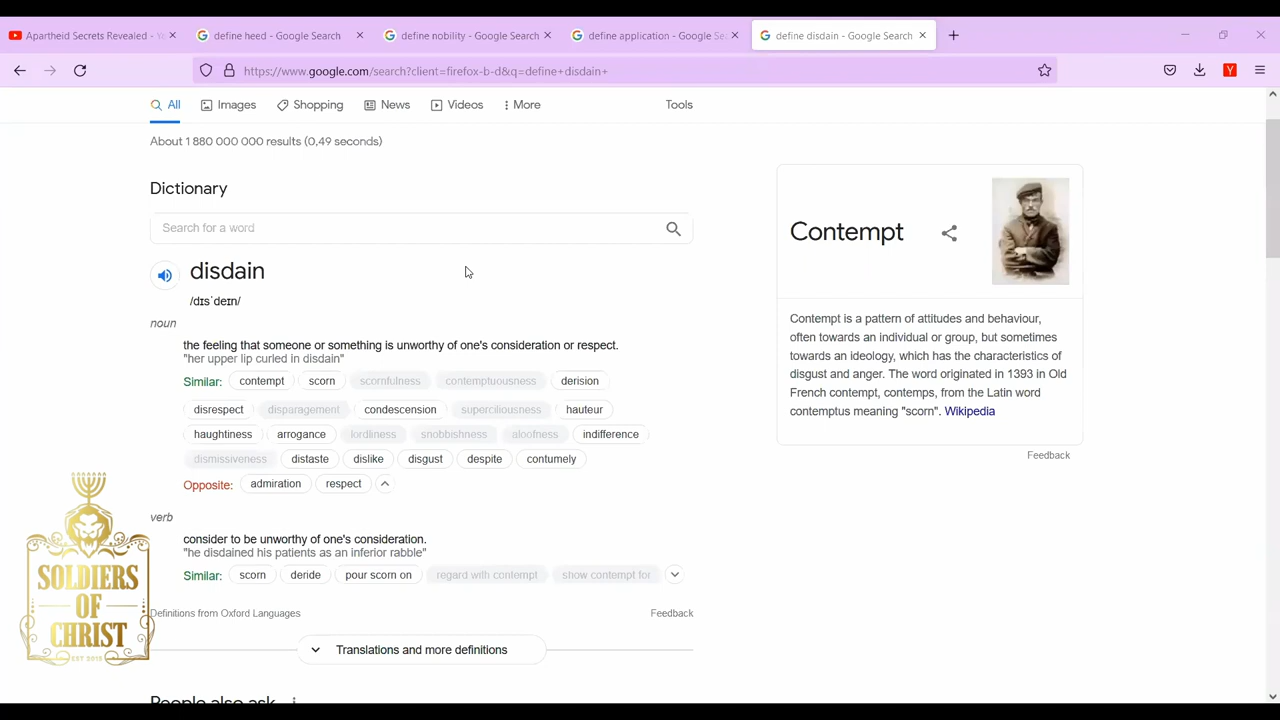 Apartheid Secrets Revealed - Yo
define heed - Google Search
define nobility - Google Search
define application - Google Se
define disdain - Google Search
https://www.google.com/search?client=firefox-b-d&q=define+disdain+
All
Images
Shopping
News
Videos
More
Tools
About 1 880 000 000 results (0,49 seconds)
Dictionary
Search for a word
disdain
/dɪsˈdeɪn/
noun
the feeling that someone or something is unworthy of one's consideration or respect.
"her upper lip curled in disdain"
Similar: contempt scorn scornfulness contemptuousness derision
disrespect disparagement condescension superciliousness hauteur
haughtiness arrogance lordliness snobbishness aloofness indifference
dismissiveness distaste dislike disgust despite contumely
Opposite: admiration respect
verb
consider to be unworthy of one's consideration.
"he disdained his patients as an inferior rabble"
Similar: scorn deride pour scorn on regard with contempt show contempt for
Definitions from Oxford Languages
Feedback
Translations and more definitions
People also ask
Contempt
Contempt is a pattern of attitudes and behaviour,
often towards an individual or group, but sometimes
towards an ideology, which has the characteristics of
disgust and anger. The word originated in 1393 in Old
French contempt, contemps, from the Latin word
contemptus meaning "scorn". Wikipedia
Feedback
SOLDIERS
OF
CHRIST